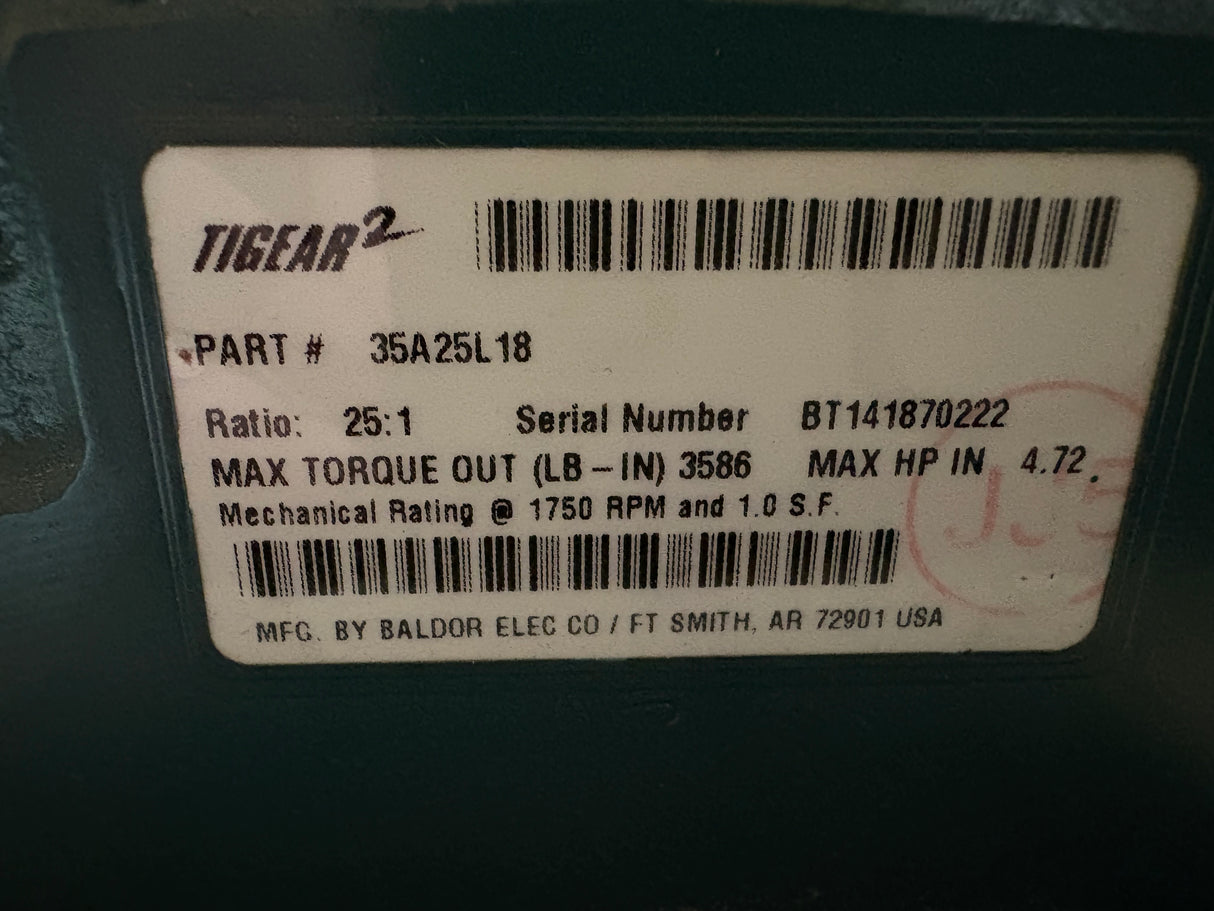 TIGEAR2
PART # 35A25L18
Ratio: 25:1 Serial Number BT141870222
MAX TORQUE OUT (LB-IN) 3586 MAX HP IN 4.72
Mechanical Rating @ 1750 RPM and 1.0 S.F.
MFG. BY BALDOR ELEC CO / FT SMITH, AR 72901 USA